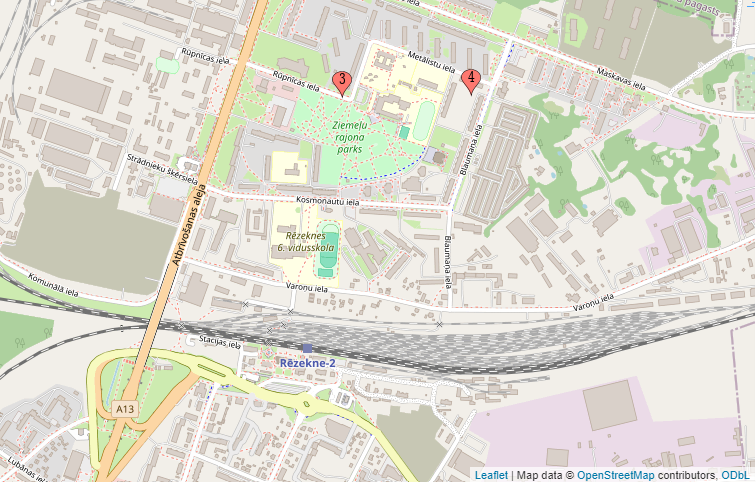 iela
pagasts
Rūpnīcas iela
Metālistu iela
Maskavas iela
Rūpnīcas iela
3
4
Ziemeļu
rajona
parks
Blaumaņa iela
Strādnieku šķērsiela
Kosmonautu iela
Atbrīvošanas aleja
Rēzeknes
6. vidusskola
Blaumaņa iela
Komunālā iela
Varoņu iela
Varoņu iela
Stacijas iela
Rēzekne-2
A13
Lubānas iela
Leaflet | Map data © OpenStreetMap contributors, ODbL